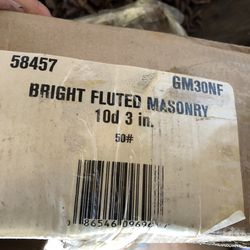 58457
GM30NF
BRIGHT FLUTED MASONRY
10d 3 in.
50#